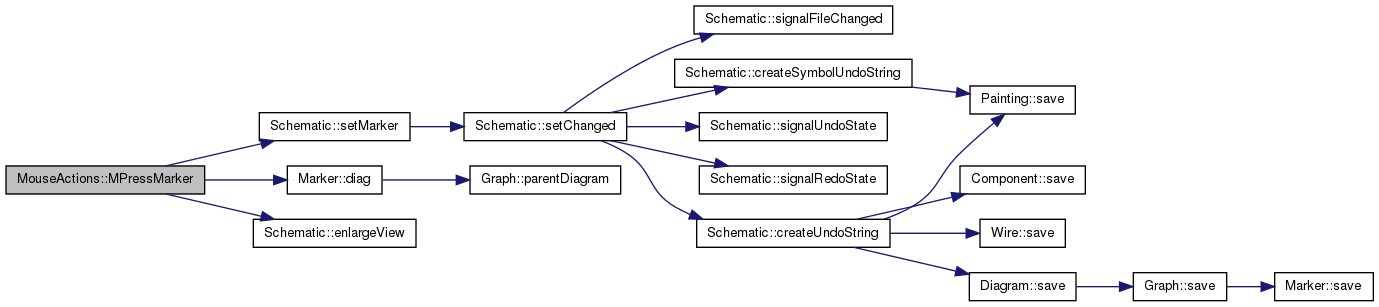 MouseActions::MPressMarker
Schematic::setMarker
Marker::diag
Schematic::enlargeView
Schematic::setChanged
Graph::parentDiagram
Schematic::signalFileChanged
Schematic::createSymbolUndoString
Schematic::signalUndoState
Schematic::signalRedoState
Schematic::createUndoString
Painting::save
Component::save
Wire::save
Diagram::save
Graph::save
Marker::save